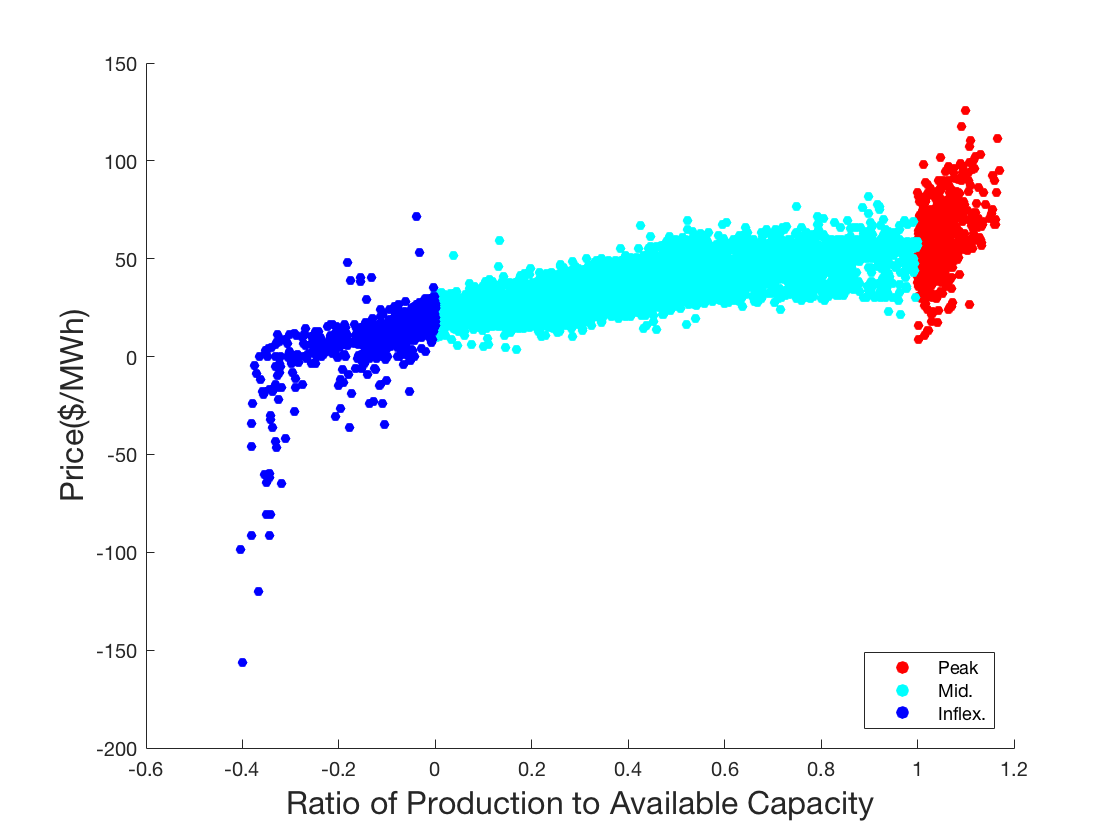 150
100
50
0
-50
-100
-150
-200
Price($/MWh)
-0.6 -0.4 -0.2 0 0.2 0.4 0.6 0.8 1 1.2
Ratio of Production to Available Capacity
Peak
Mid.
Inflex.